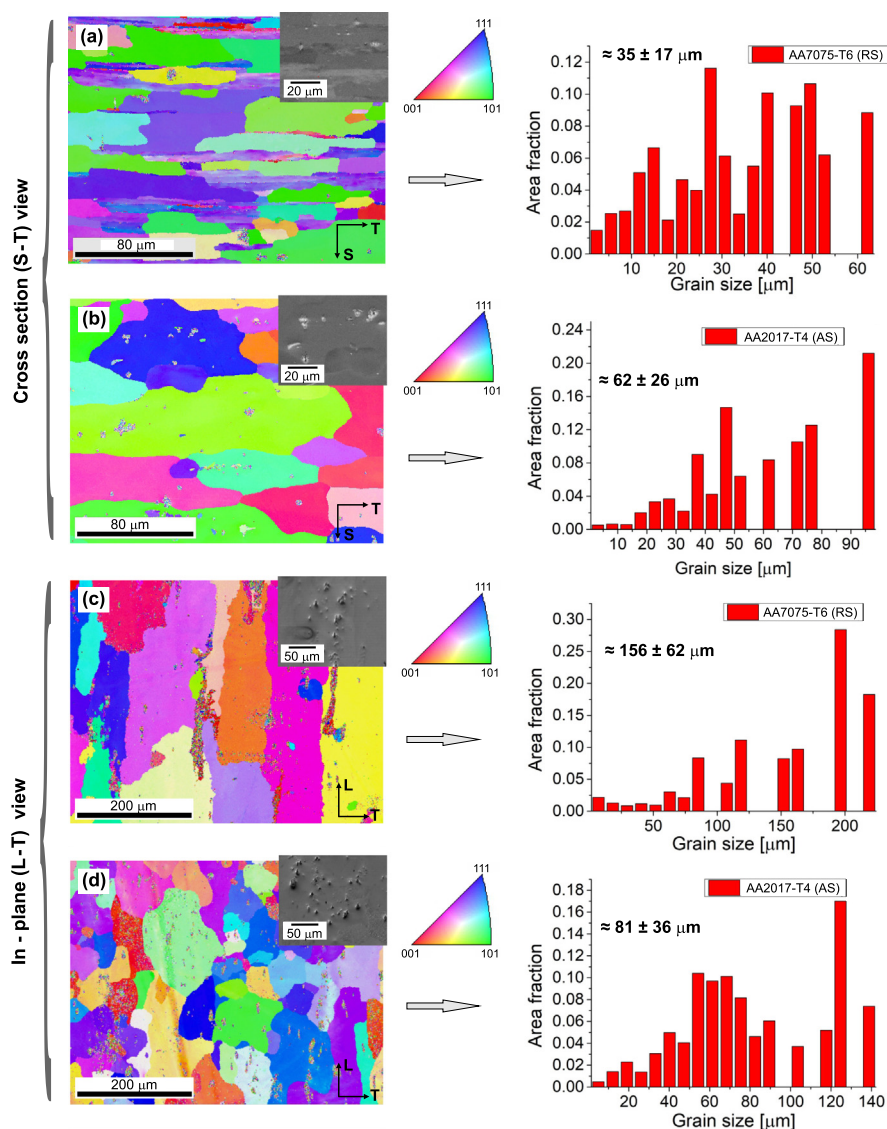 Cross section (S-T) view
(a)
20 μm
80 μm
T
S
111
001
101
≈ 35 ± 17 μm
AA7075-T6 (RS)
Area fraction
0.12
0.10
0.08
0.06
0.04
0.02
0.00
10 20 30 40 50 60
Grain size [μm]
(b)
20 μm
80 μm
T
S
111
001
101
AA2017-T4 (AS)
≈ 62 ± 26 μm
Area fraction
0.24
0.20
0.16
0.12
0.08
0.04
0.00
10 20 30 40 50 60 70 80 90
Grain size [μm]
In - plane (L-T) view
(c)
50 μm
200 μm
L
T
111
001
101
AA7075-T6 (RS)
≈ 156 ± 62 μm
Area fraction
0.30
0.25
0.20
0.15
0.10
0.05
0.00
50 100 150 200
Grain size [μm]
(d)
50 μm
200 μm
L
T
111
001
101
AA2017-T4 (AS)
≈ 81 ± 36 μm
Area fraction
0.18
0.16
0.14
0.12
0.10
0.08
0.06
0.04
0.02
0.00
20 40 60 80 100 120 140
Grain size [μm]